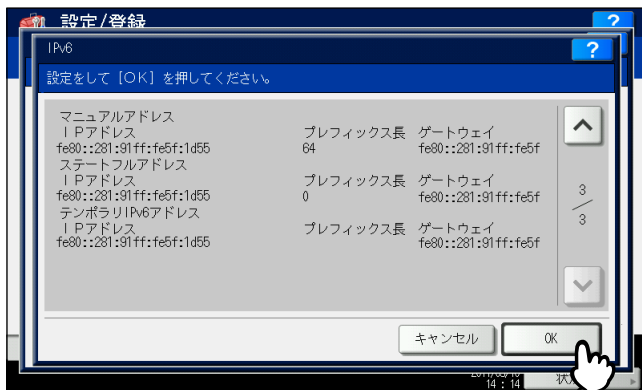 設定/登録
?
IPv6
?
設定をして [OK] を押してください。
マニュアルアドレス
IPアドレス プレフィックス長 ゲートウェイ
fe80::281:91ff:fe5f:1d55 64 fe80::281:91ff:fe5f
ステートフルアドレス
IPアドレス プレフィックス長 ゲートウェイ
fe80::281:91ff:fe5f:1d55 0 fe80::281:91ff:fe5f
テンポラリIPv6アドレス
IPアドレス プレフィックス長 ゲートウェイ
fe80::281:91ff:fe5f:1d55 fe80::281:91ff:fe5f
3
3
キャンセル
OK
14 : 14